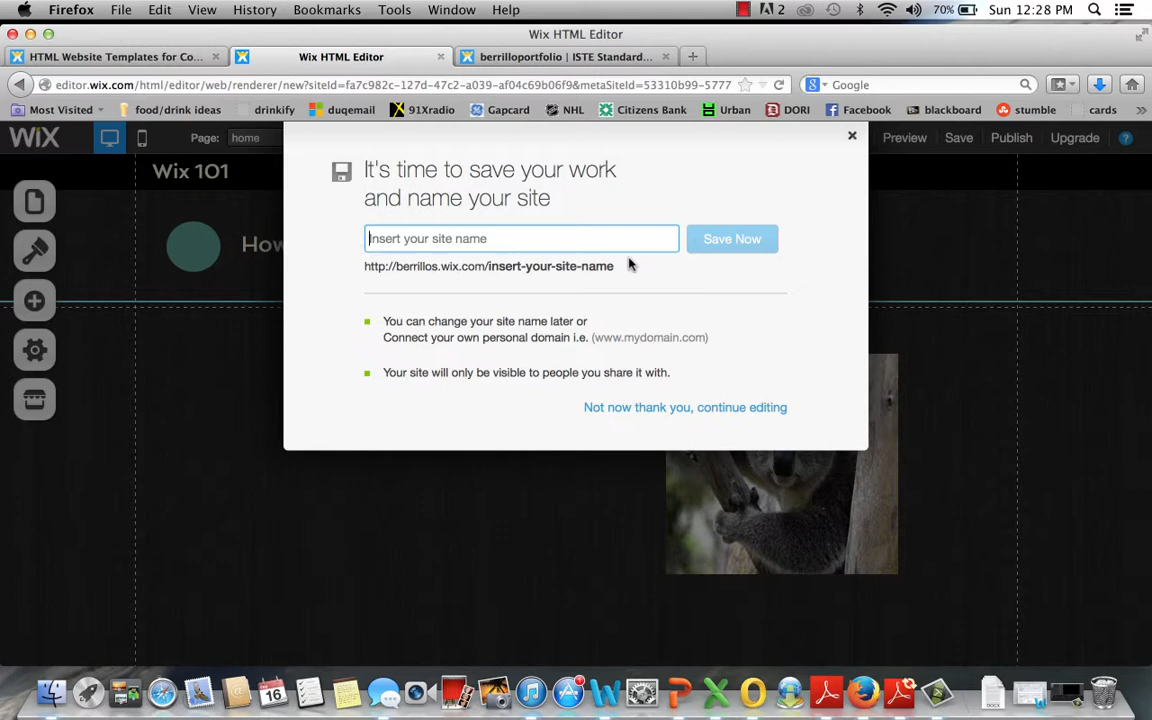 Firefox File Edit View History Bookmarks Tools Window Help 2 70% Sun 12:28 PM
Wix HTML Editor
HTML Website Templates for Co... Wix HTML Editor berrilloportfolio | ISTE Standard...
editor.wix.com/html/editor/web/renderer/new?siteId=fa7c982c-127d-47c2-a039-af04c69b06f9&metaSiteId=53310b99-5777 Google
Most Visited food/drink ideas drinkify duqemail 91Xradio Gapcard NHL Citizens Bank Urban DORI Facebook blackboard stumble cards
WiX Page: home Preview Save Publish Upgrade ?
Wix 101
How
It's time to save your work
and name your site
Insert your site name Save Now
http://berrillos.wix.com/insert-your-site-name
You can change your site name later or
Connect your own personal domain i.e. (www.mydomain.com)
Your site will only be visible to people you share it with.
Not now thank you, continue editing